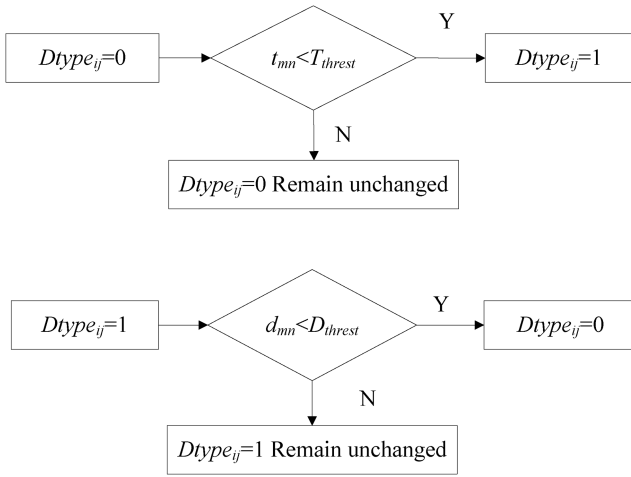 Y
Dtypeij=0
tmn<Tthrest
Dtypeij=1
N
Dtypeij=0 Remain unchanged
Y
Dtypeij=1
dmn<Dthrest
Dtypeij=0
N
Dtypeij=1 Remain unchanged